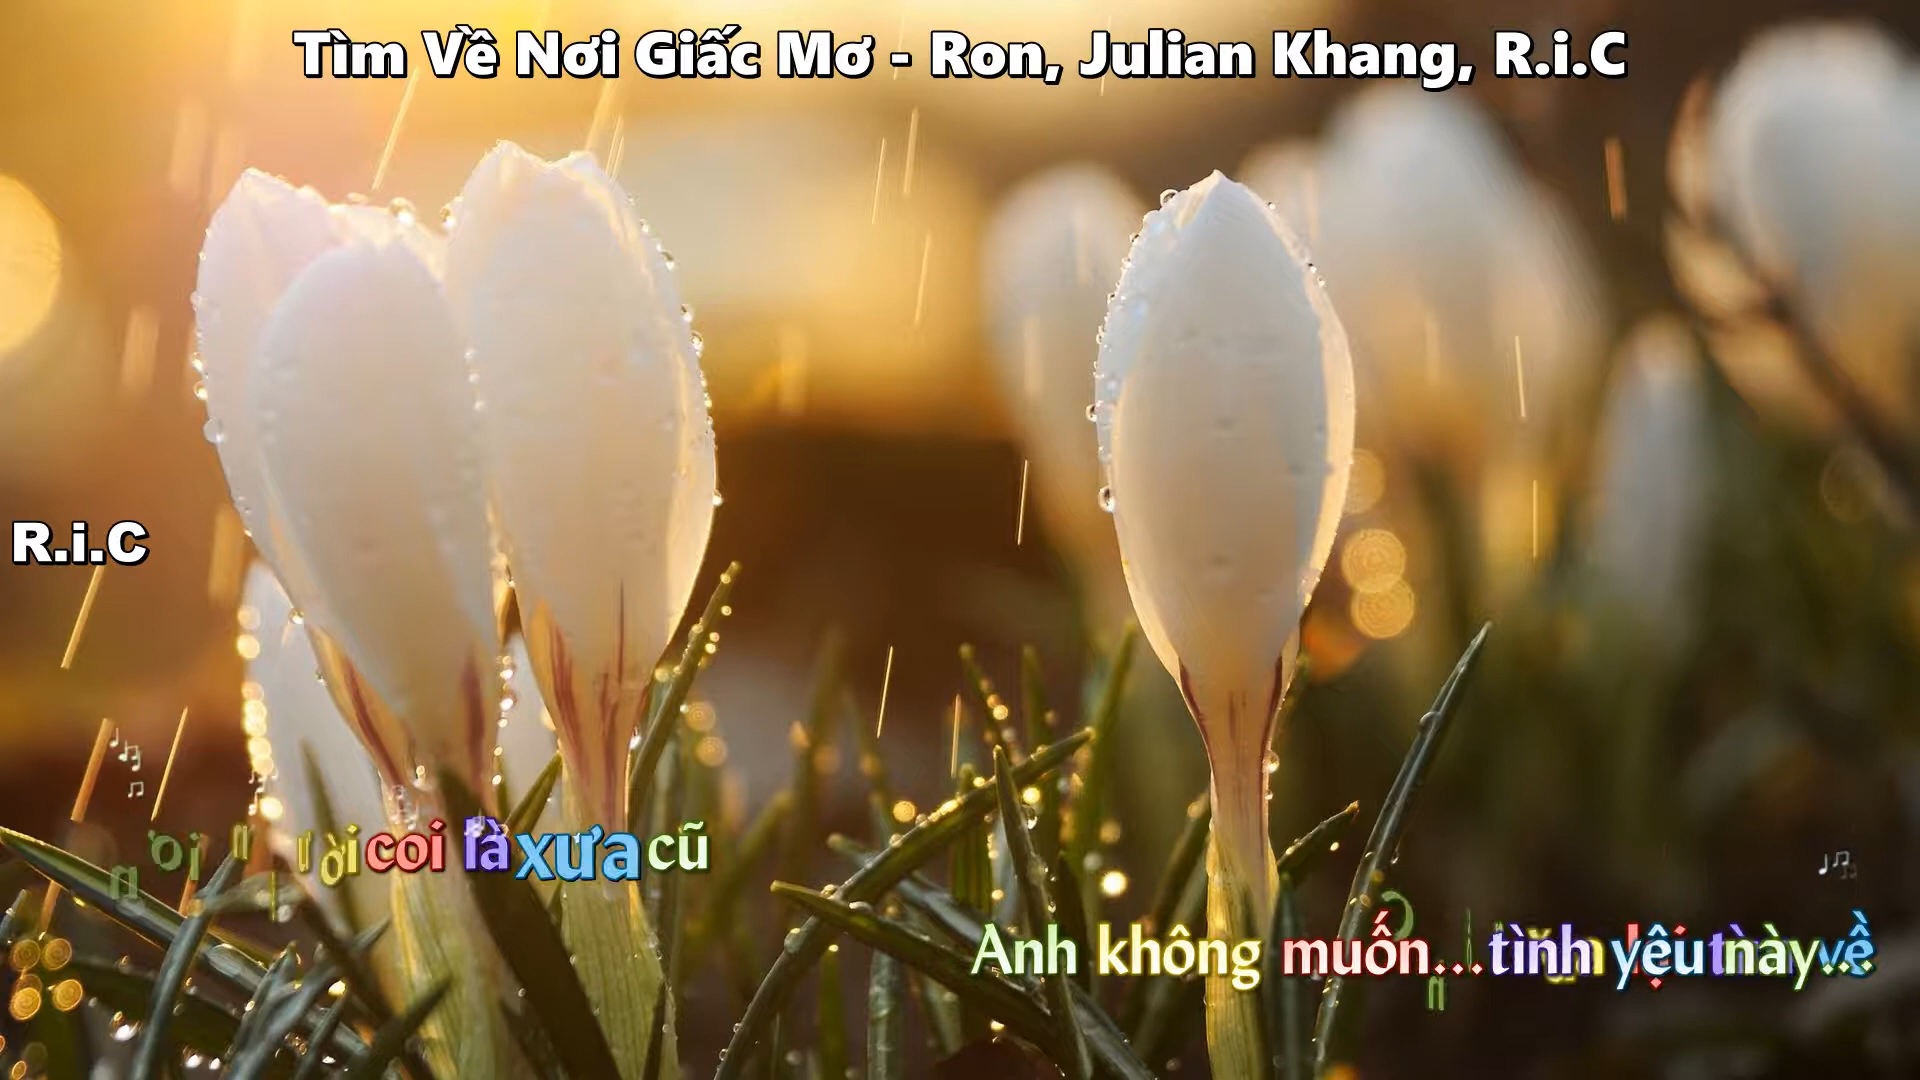 Tìm Về Nơi Giấc Mơ - Ron, Julian Khang, R.i.C
R.i.C
coi là xưa cũ
Anh không muốn... tình yêu này... về